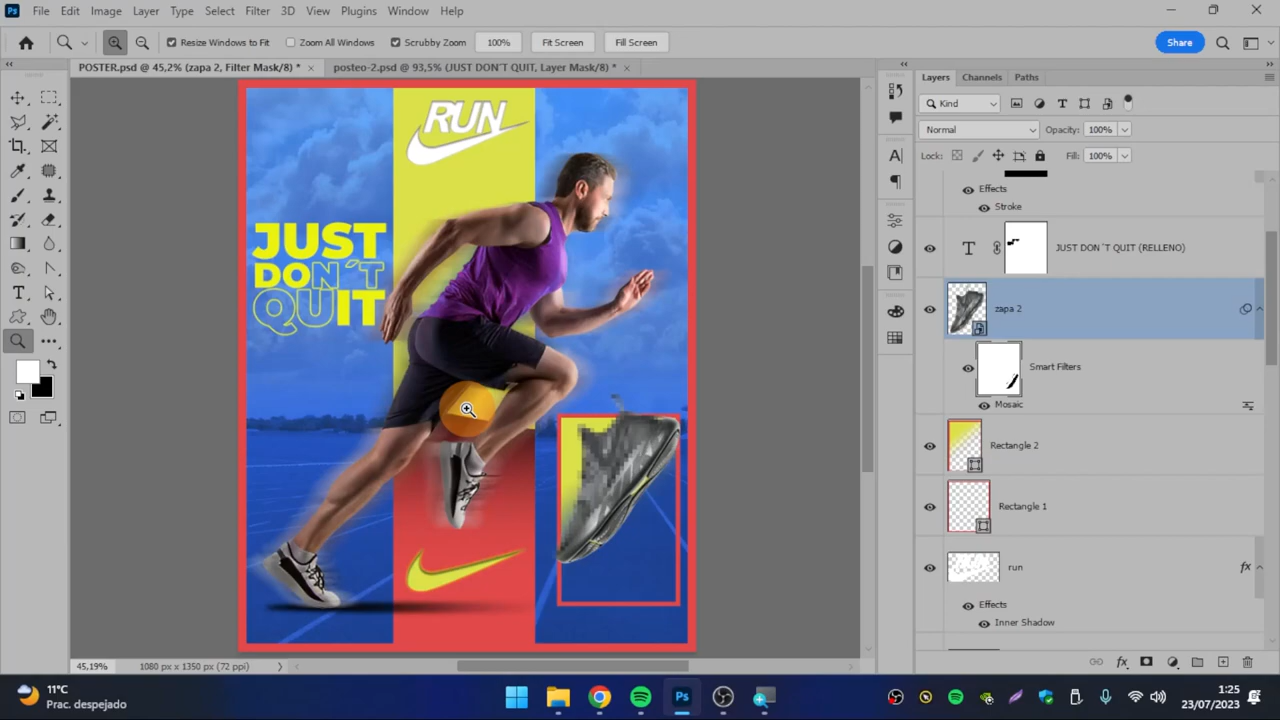 Ps File Edit Image Layer Type Select Filter 3D View Plugins Window Help
Resize Windows to Fit Zoom All Windows Scrubby Zoom 100% Fit Screen Fill Screen Share
POSTER.psd @ 45,2% (zapa 2, Filter Mask/8) * × posteo-2.psd @ 93,5% (JUST DON´T QUIT, Layer Mask/8) * ×
RUN
JUST
DON´T
QUIT
Layers Channels Paths
Kind
Normal Opacity: 100%
Lock: Fill: 100%
Effects
Stroke
JUST DON´T QUIT (RELLENO)
zapa 2
Smart Filters
Mosaic
Rectangle 2
Rectangle 1
run fx
Effects
Inner Shadow
45,19% 1080 px x 1350 px (72 ppi)
fx
11°C
Prac. despejado
Ps
1:25
23/07/2023